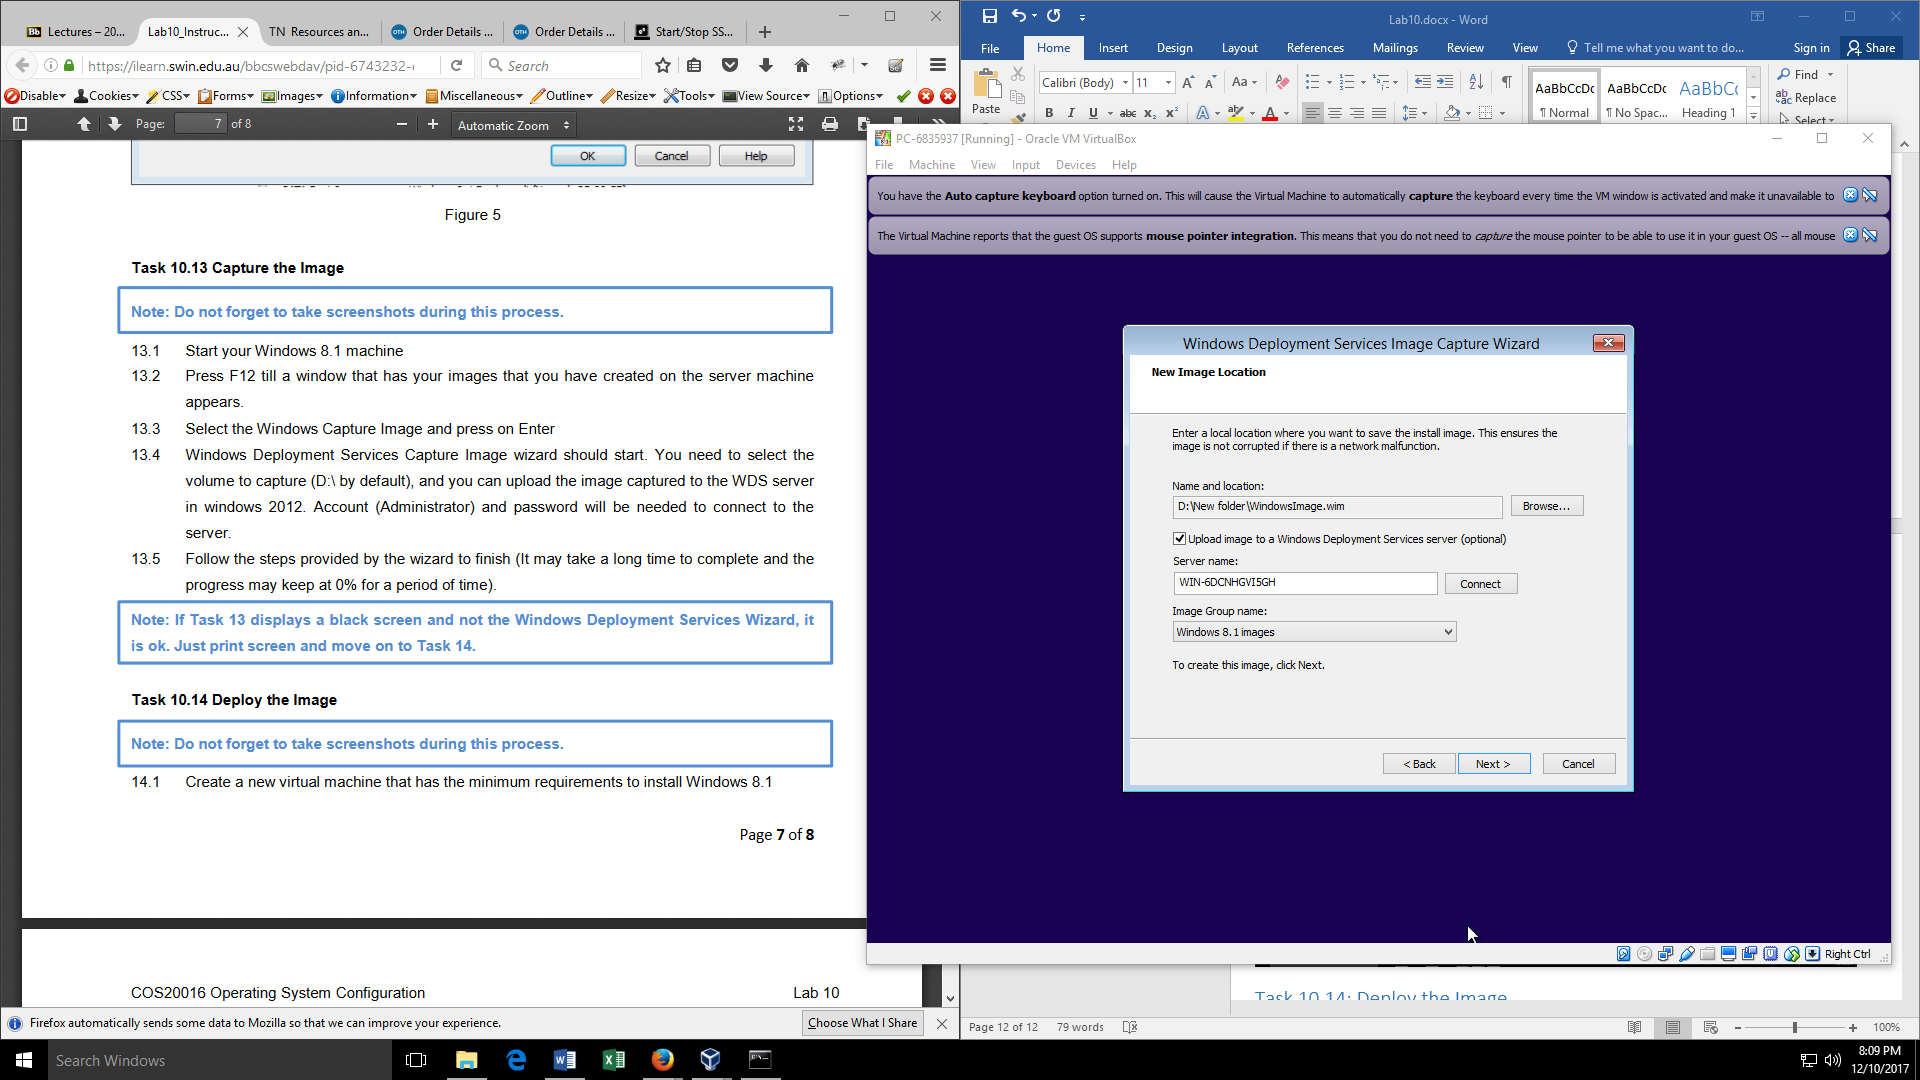 Lectures – 20...
Lab10_Instruc...
TN Resources an...
Order Details ...
Order Details ...
Start/Stop SS...
https://ilearn.swin.edu.au/bbcswebdav/pid-6743232-
Search
Disable
Cookies
CSS
Forms
Images
Information
Miscellaneous
Outline
Resize
Tools
View Source
Options
Page:
7
of 8
Automatic Zoom
OK
Cancel
Help
Figure 5
Task 10.13 Capture the Image
Note: Do not forget to take screenshots during this process.
13.1 Start your Windows 8.1 machine
13.2 Press F12 till a window that has your images that you have created on the server machine
appears.
13.3 Select the Windows Capture Image and press on Enter
13.4 Windows Deployment Services Capture Image wizard should start. You need to select the
volume to capture (D:\ by default), and you can upload the image captured to the WDS server
in windows 2012. Account (Administrator) and password will be needed to connect to the
server.
13.5 Follow the steps provided by the wizard to finish (It may take a long time to complete and the
progress may keep at 0% for a period of time).
Note: If Task 13 displays a black screen and not the Windows Deployment Services Wizard, it
is ok. Just print screen and move on to Task 14.
Task 10.14 Deploy the Image
Note: Do not forget to take screenshots during this process.
14.1 Create a new virtual machine that has the minimum requirements to install Windows 8.1
Page 7 of 8
COS20016 Operating System Configuration
Lab 10
Firefox automatically sends some data to Mozilla so that we can improve your experience.
Choose What I Share
Lab10.docx - Word
File
Home
Insert
Design
Layout
References
Mailings
Review
View
Tell me what you want to do...
Sign in
Share
Paste
Calibri (Body)
11
AaBbCcDc
¶ Normal
AaBbCcDc
¶ No Spac...
AaBbCc
Heading 1
Find
Replace
Select
PC-6835937 [Running] - Oracle VM VirtualBox
File
Machine
View
Input
Devices
Help
You have the Auto capture keyboard option turned on. This will cause the Virtual Machine to automatically capture the keyboard every time the VM window is activated and make it unavailable to
The Virtual Machine reports that the guest OS supports mouse pointer integration. This means that you do not need to capture the mouse pointer to be able to use it in your guest OS -- all mouse
Windows Deployment Services Image Capture Wizard
New Image Location
Enter a local location where you want to save the install image. This ensures the
image is not corrupted if there is a network malfunction.
Name and location:
D:\New folder\WindowsImage.wim
Browse...
Upload image to a Windows Deployment Services server (optional)
Server name:
WIN-6DCNHGVI5GH
Connect
Image Group name:
Windows 8.1 images
To create this image, click Next.
< Back
Next >
Cancel
Right Ctrl
Task 10.14: Deploy the Image
Page 12 of 12
79 words
100%
Search Windows
8:09 PM
12/10/2017